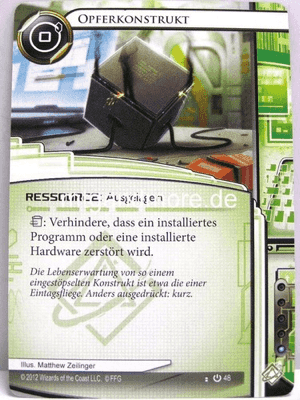 0
OPFERKONSTRUKT
RESSOURCE:
: Verhindere, dass ein installiertes
Programm oder eine installierte
Hardware zerstört wird.
Die Lebenserwartung von so einem
eingestöpselten Konstrukt ist etwa die einer
Eintagsfliege. Anders ausgedrückt: kurz.
Illus. Matthew Zeilinger
© 2012 Wizards of the Coast LLC. © FFG
48